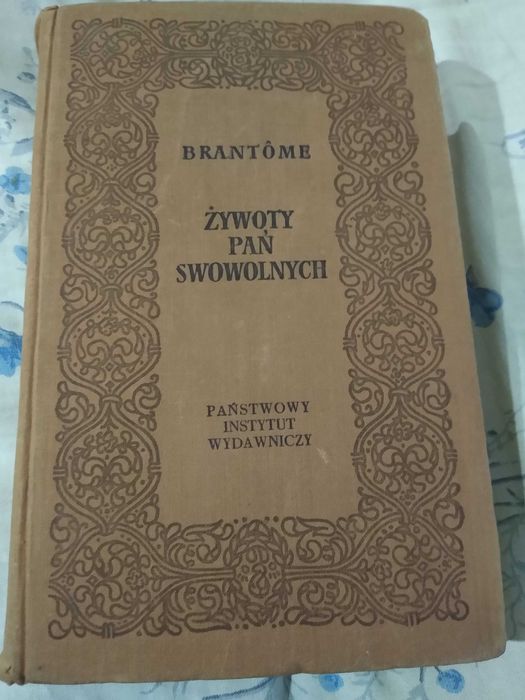 BRANTÔME
ŻYWOTY
PAŃ
SWOWOLNYCH
PAŃSTWOWY
INSTYTUT
WYDAWNICZY